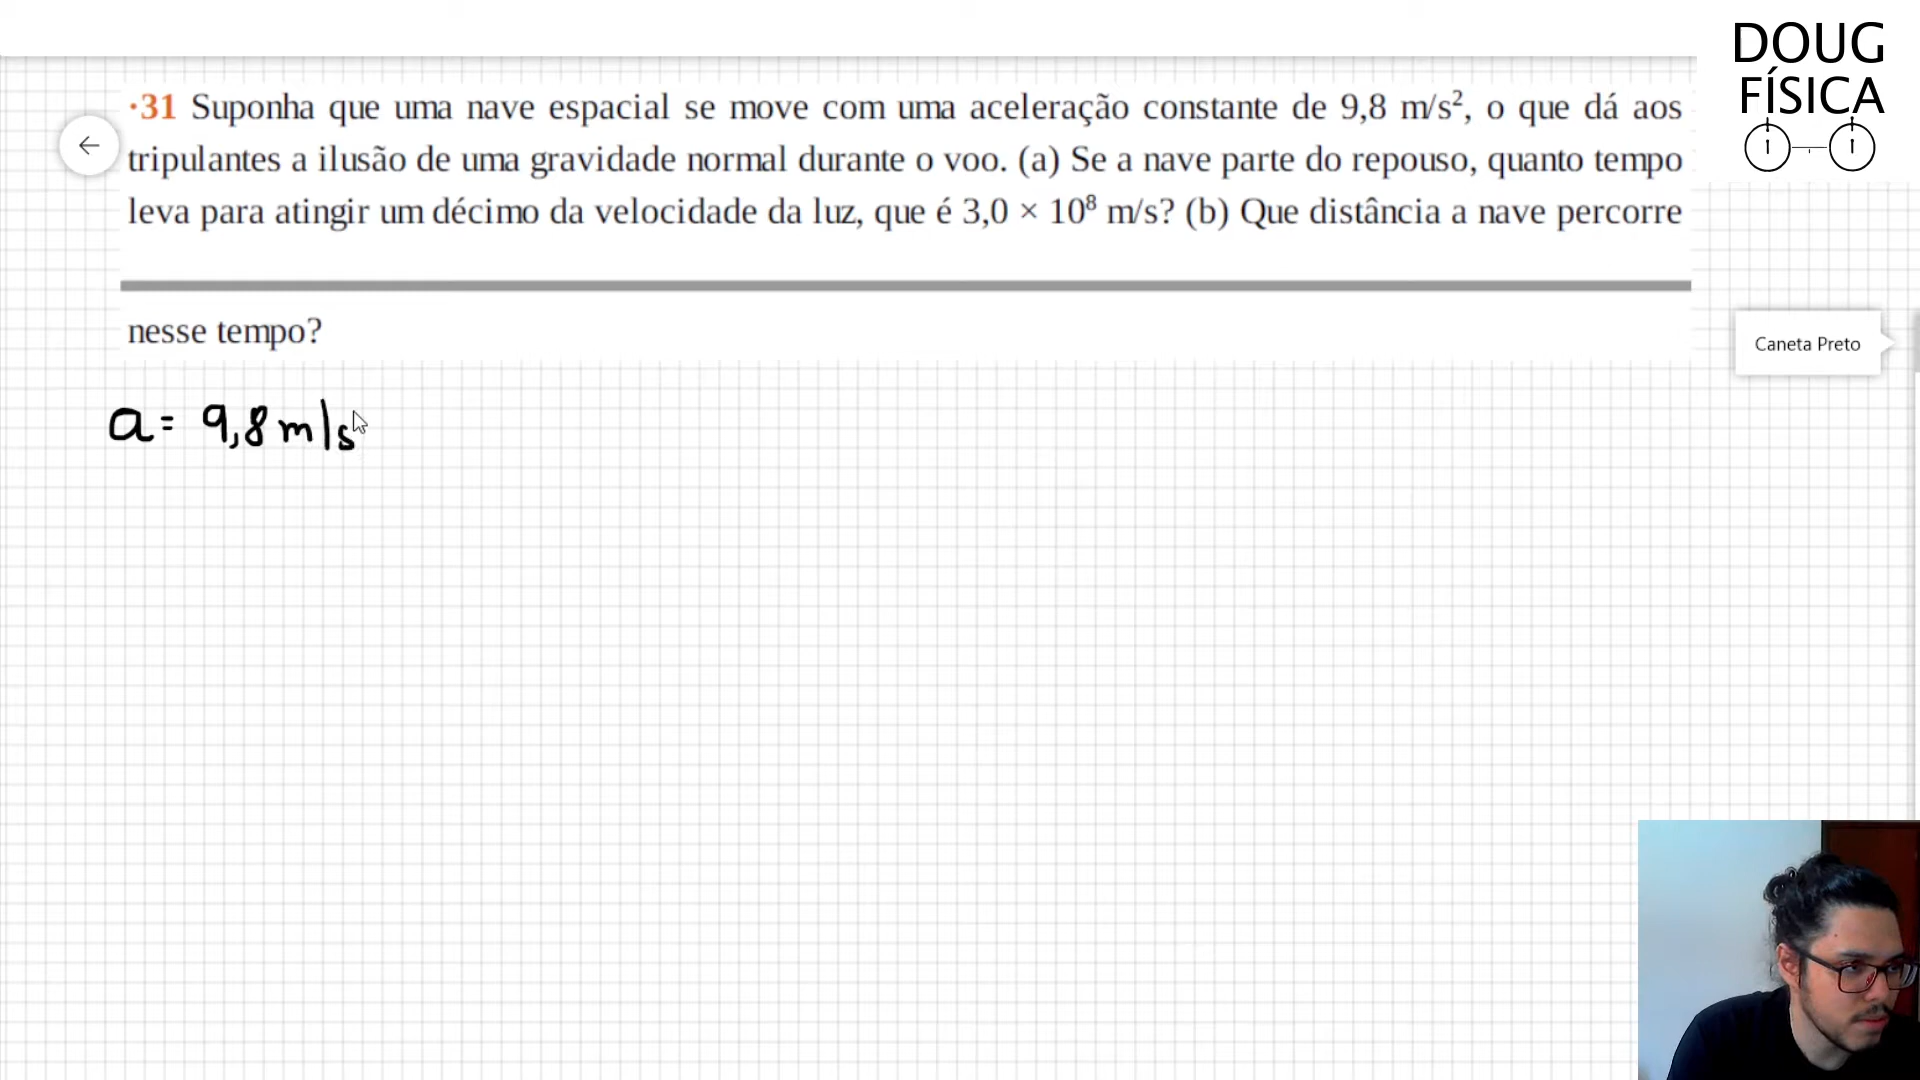 DOUG
FÍSICA
·31 Suponha que uma nave espacial se move com uma aceleração constante de 9,8 m/s², o que dá aos
tripulantes a ilusão de uma gravidade normal durante o voo. (a) Se a nave parte do repouso, quanto tempo
leva para atingir um décimo da velocidade da luz, que é 3,0 × 10⁸ m/s? (b) Que distância a nave percorre
nesse tempo?
Caneta Preto
a = 9,8 m/s